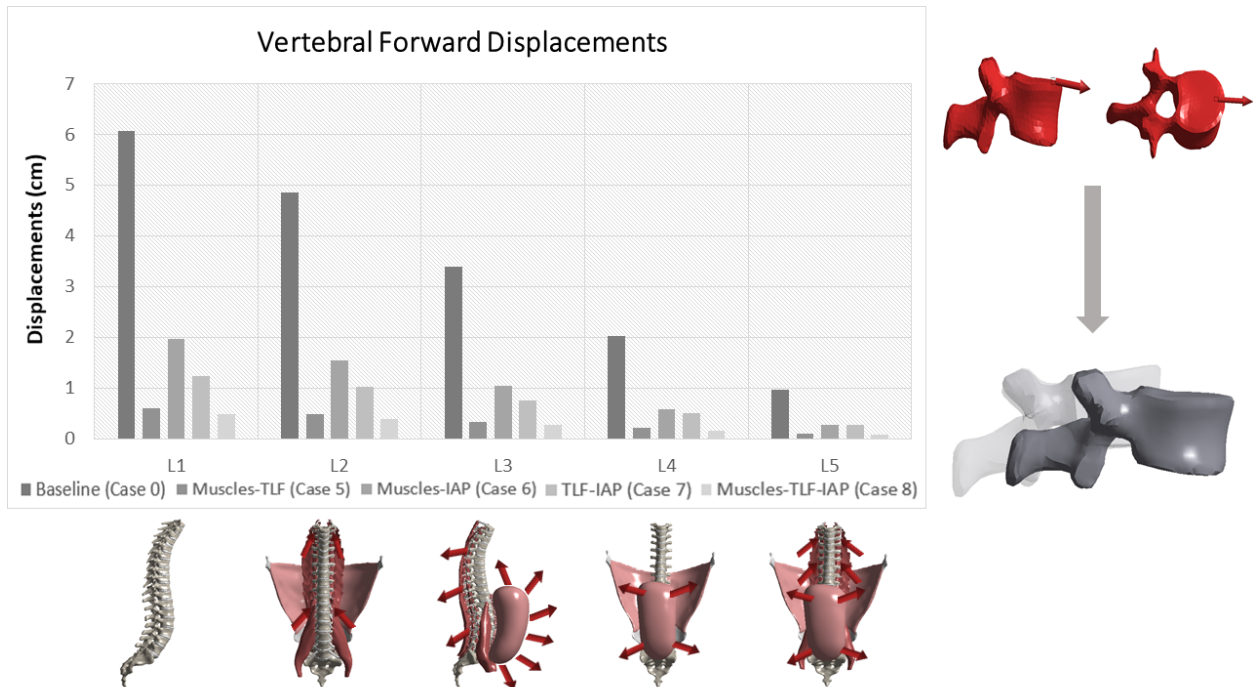 Vertebral Forward Displacements
Displacements (cm)
7
6
5
4
3
2
1
0
L1 L2 L3 L4 L5
Baseline (Case 0) Muscles-TLF (Case 5) Muscles-IAP (Case 6) TLF-IAP (Case 7) Muscles-TLF-IAP (Case 8)